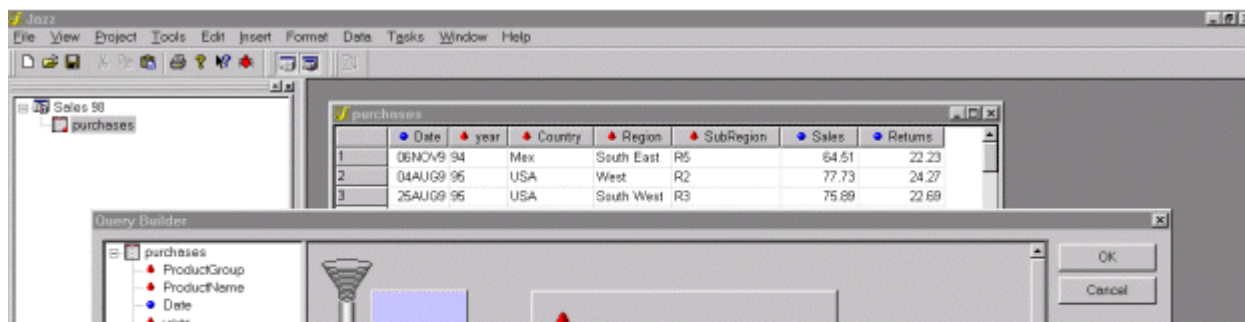 Jazz
File View Project Tools Edit Insert Format Data Tasks Window Help
Sales 98
purchases
purchases
Date year Country Region SubRegion Sales Returns
1 06NOV9 94 Mex South East R5 64.51 22.23
2 04AUG9 95 USA West R2 77.73 24.27
3 25AUG9 95 USA South West R3 75.89 22.69
Query Builder
purchases
ProductGroup
ProductName
Date
OK
Cancel